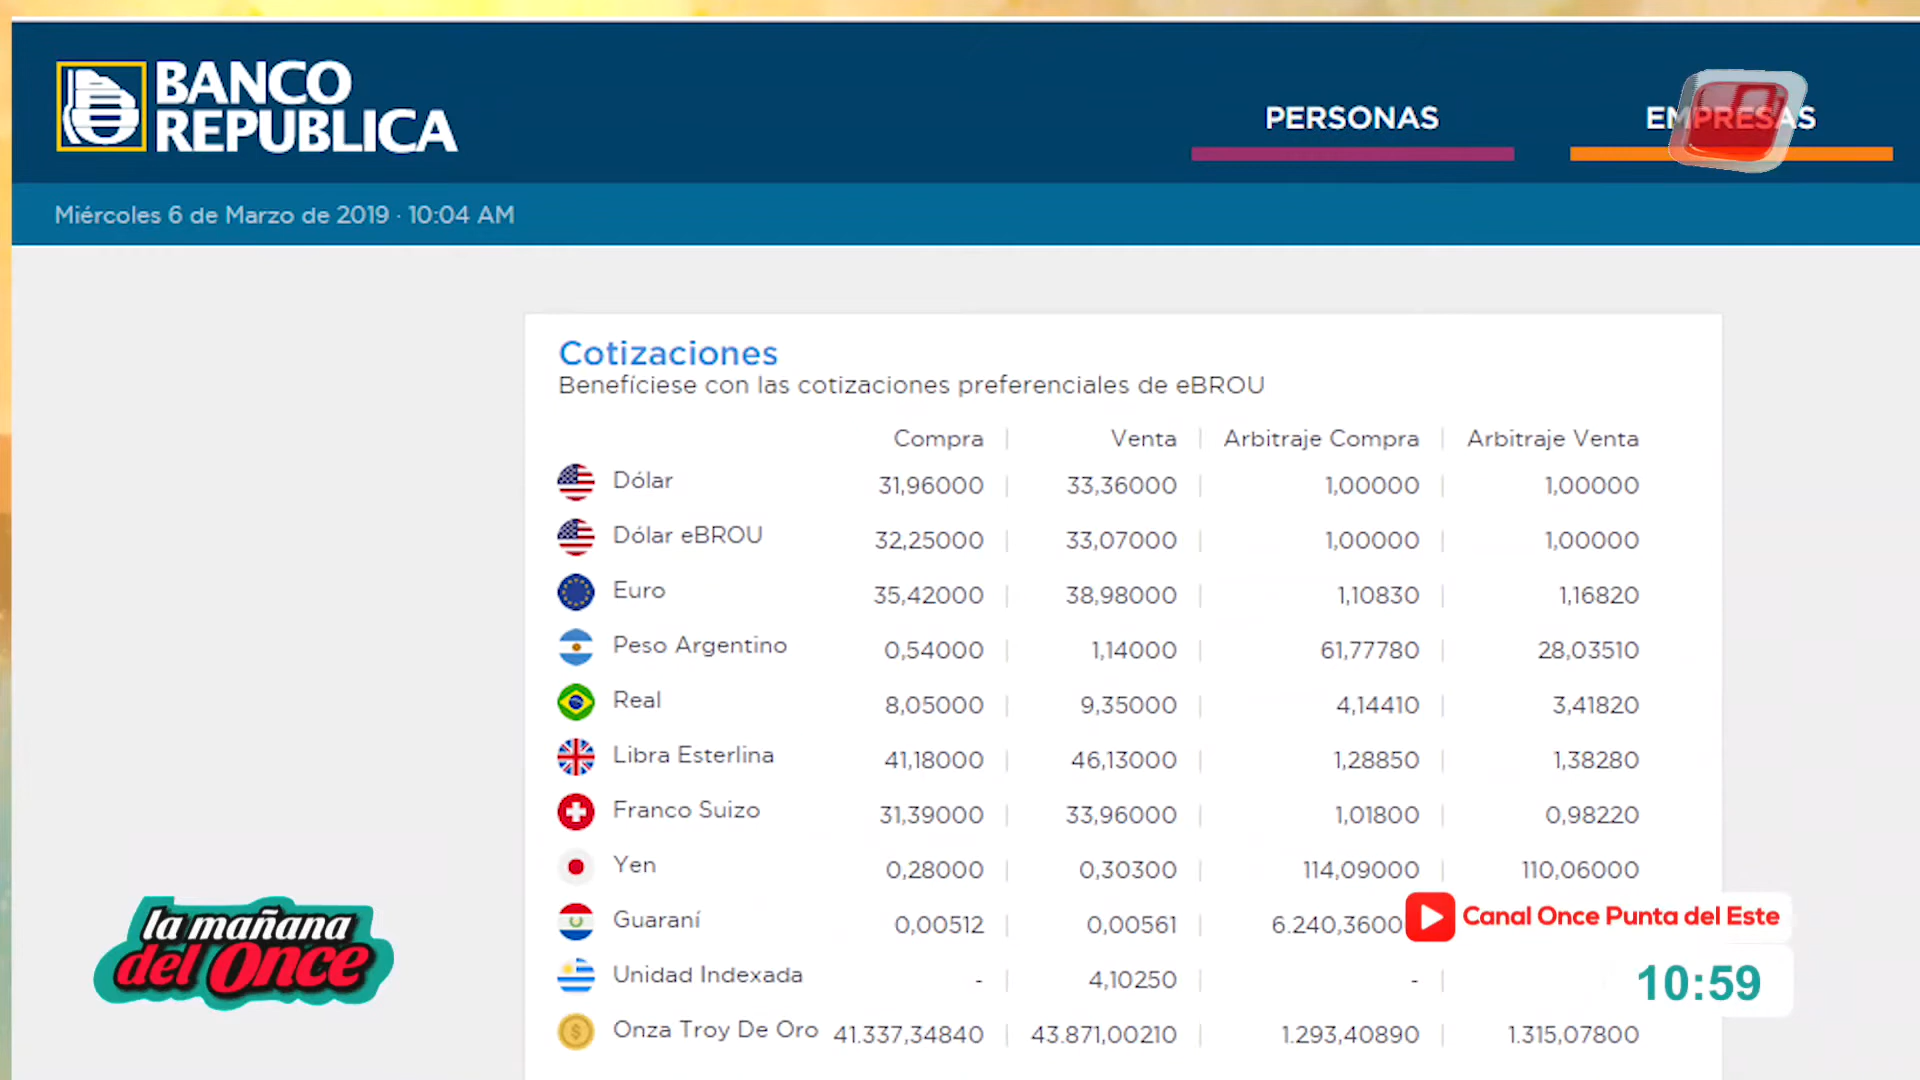 BANCO
REPUBLICA
PERSONAS
EMPRESAS
Miércoles 6 de Marzo de 2019 · 10:04 AM
Cotizaciones
Benefíciese con las cotizaciones preferenciales de eBROU
Compra Venta Arbitraje Compra Arbitraje Venta
Dólar 31,96000 33,36000 1,00000 1,00000
Dólar eBROU 32,25000 33,07000 1,00000 1,00000
Euro 35,42000 38,98000 1,10830 1,16820
Peso Argentino 0,54000 1,14000 61,77780 28,03510
Real 8,05000 9,35000 4,14410 3,41820
Libra Esterlina 41,18000 46,13000 1,28850 1,38280
Franco Suizo 31,39000 33,96000 1,01800 0,98220
Yen 0,28000 0,30300 114,09000 110,06000
Guaraní 0,00512 0,00561 6.240,3600
Unidad Indexada - 4,10250 -
Onza Troy De Oro 41.337,34840 43.871,00210 1.293,40890 1.315,07800
la mañana
del Once
Canal Once Punta del Este
10:59